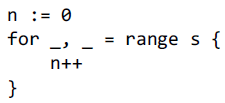 n := 0
for _, _ = range s {
    n++
}